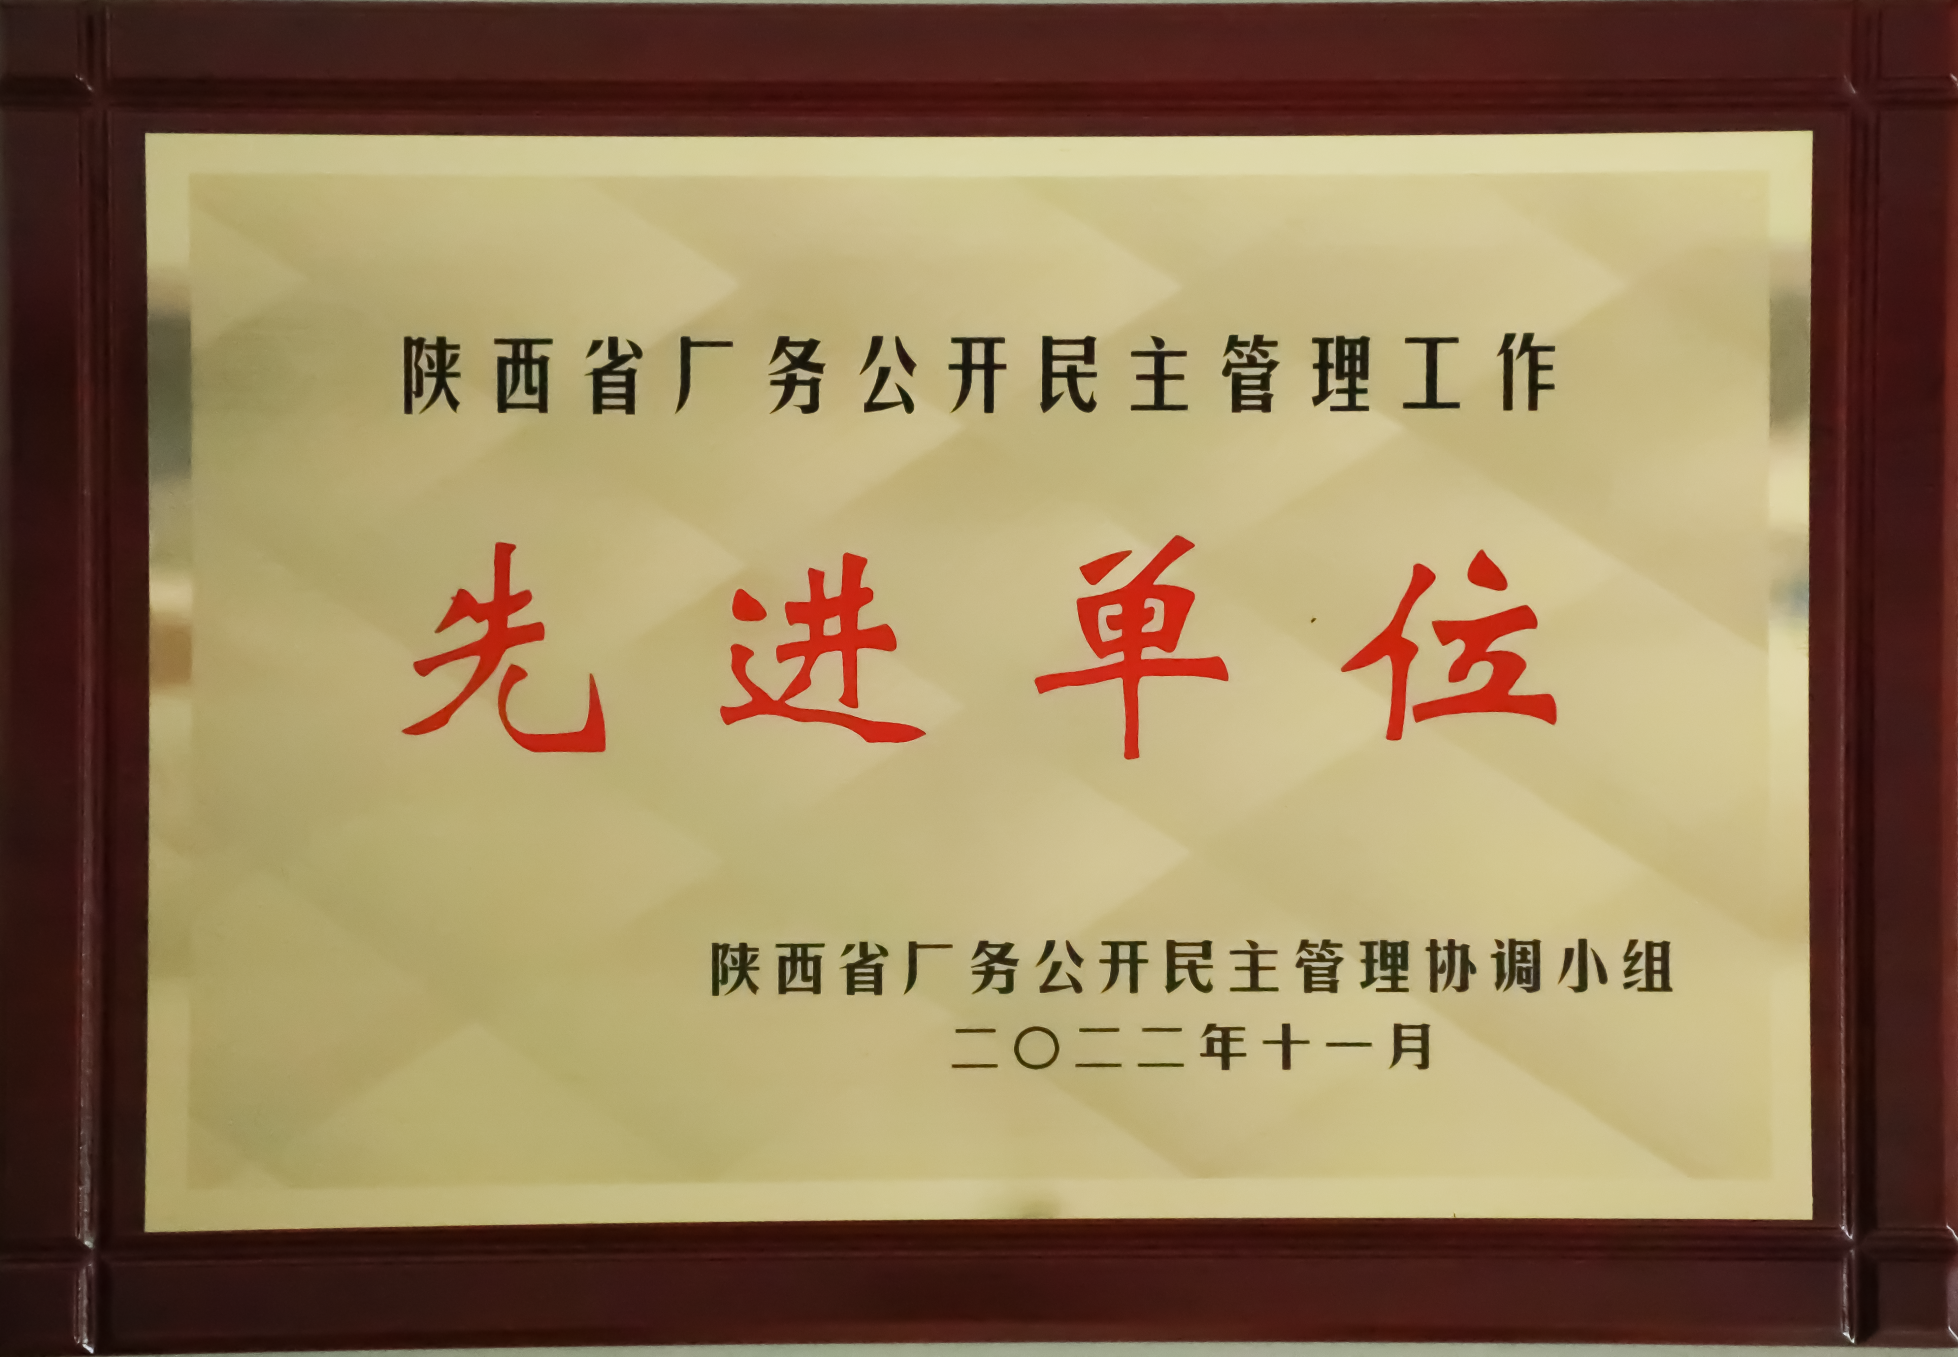 陕西省厂务公开民主管理工作
先进单位
陕西省厂务公开民主管理协调小组
二〇二二年十一月